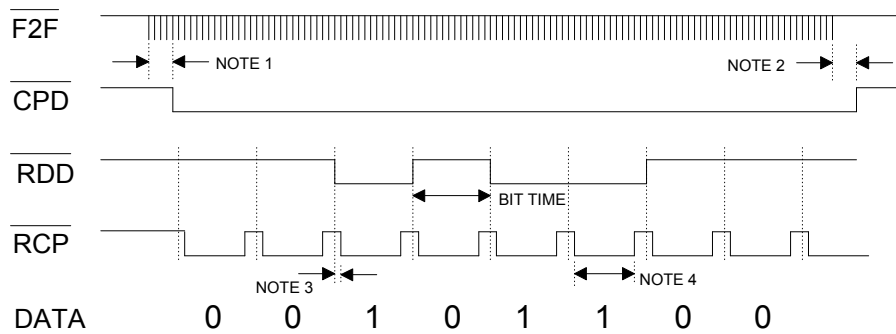 F2F
NOTE 1
NOTE 2
CPD
RDD
BIT TIME
RCP
NOTE 3
NOTE 4
DATA 0 0 1 0 1 1 0 0